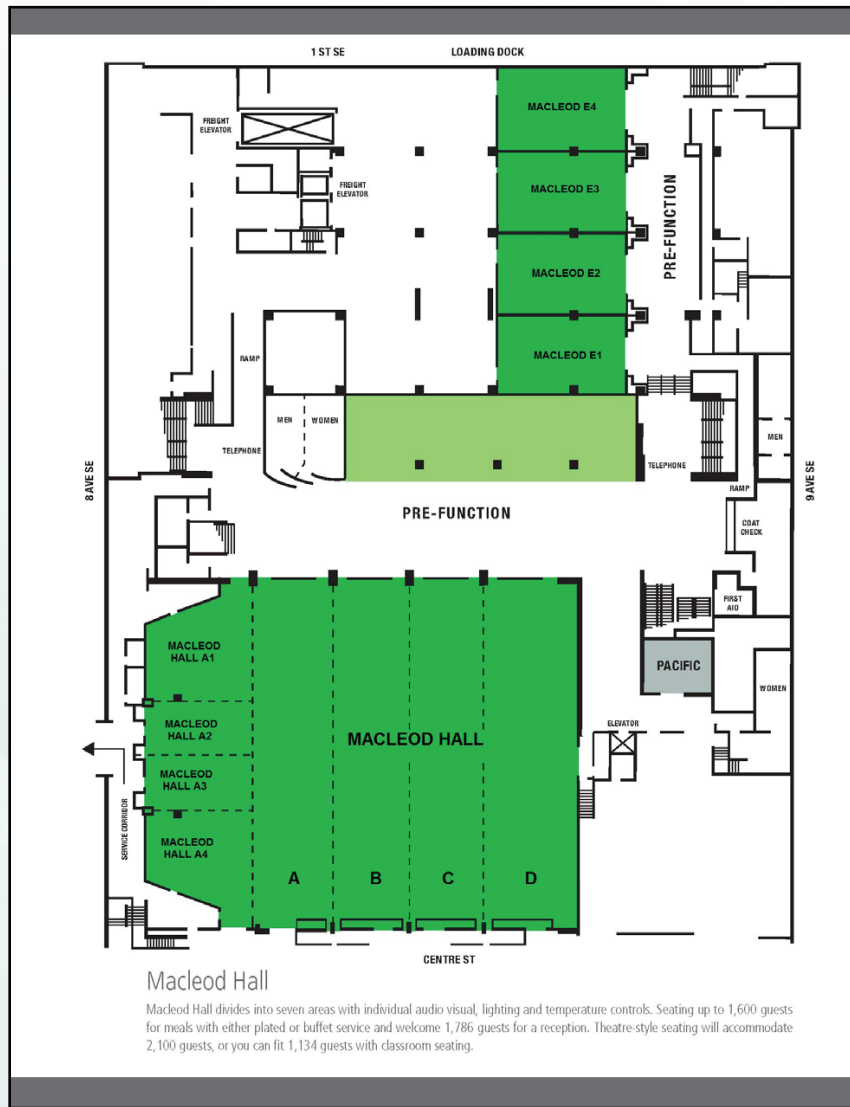 1 ST SE
LOADING DOCK
FREIGHT
ELEVATOR
MACLEOD E4
FREIGHT
ELEVATOR
MACLEOD E3
PRE-FUNCTION
MACLEOD E2
RAMP
MACLEOD E1
MEN
WOMEN
MEN
TELEPHONE
TELEPHONE
8 AVE SE
9 AVE SE
RAMP
PRE-FUNCTION
COAT
CHECK
FIRST
AID
MACLEOD
HALL A1
PACIFIC
WOMEN
MACLEOD
HALL A2
ELEVATOR
MACLEOD HALL
MACLEOD
HALL A3
SERVICE CORRIDOR
MACLEOD
HALL A4
A
B
C
D
CENTRE ST
Macleod Hall
Macleod Hall divides into seven areas with individual audio visual, lighting and temperature controls. Seating up to 1,600 guests
for meals with either plated or buffet service and welcome 1,786 guests for a reception. Theatre-style seating will accommodate
2,100 guests, or you can fit 1,134 guests with classroom seating.